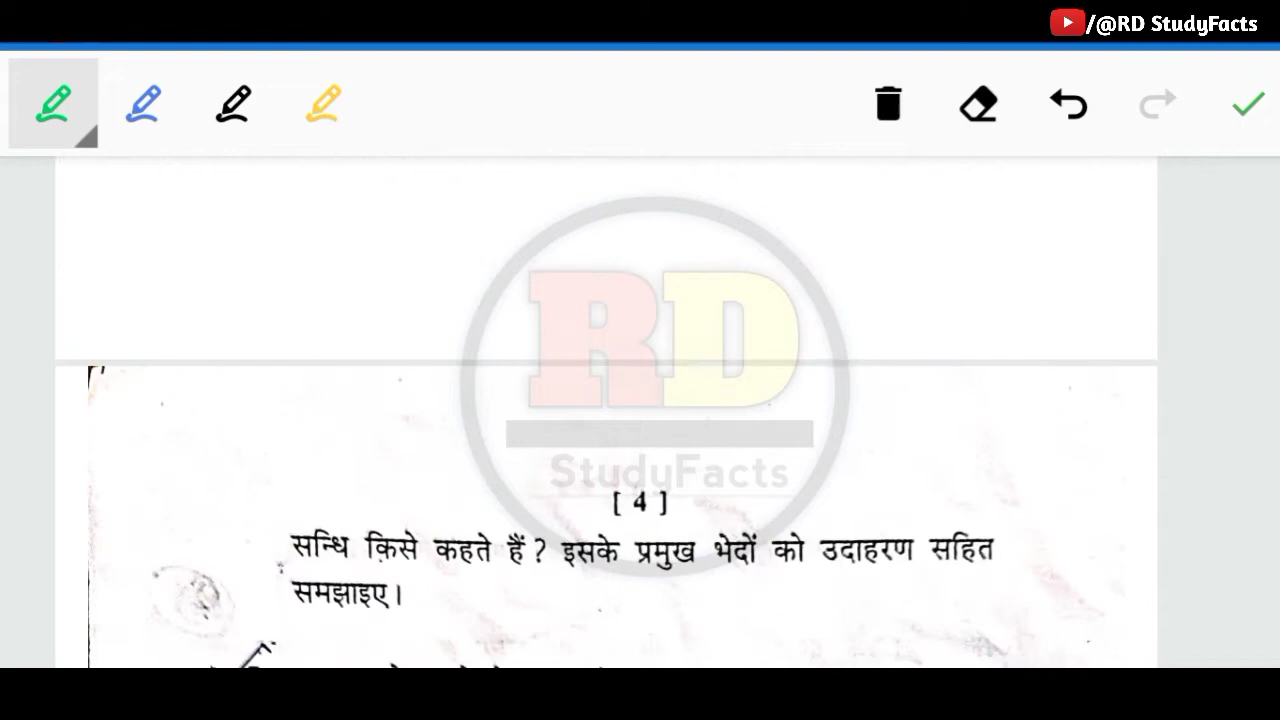 /@RD StudyFacts
RD
StudyFacts
[ 4 ]
सन्धि किसे कहते हैं? इसके प्रमुख भेदों को उदाहरण सहित
समझाइए।